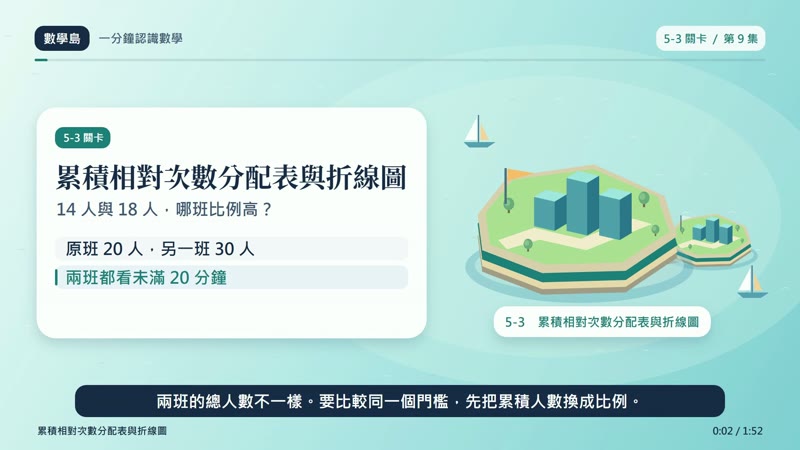 數學島 一分鐘認識數學
5-3 關卡 / 第 9 集
5-3 關卡
累積相對次數分配表與折線圖
14 人與 18 人，哪班比例高？
原班 20 人，另一班 30 人
兩班都看未滿 20 分鐘
5-3 累積相對次數分配表與折線圖
兩班的總人數不一樣。要比較同一個門檻，先把累積人數換成比例。
累積相對次數分配表與折線圖
0:02 / 1:52